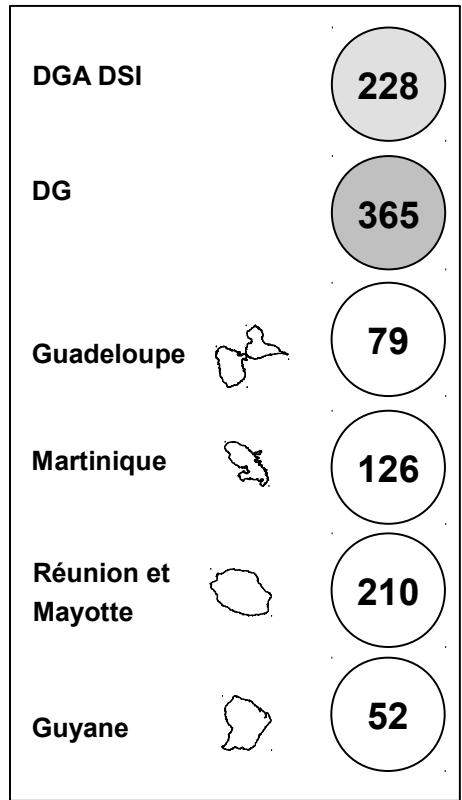 DGA DSI 228
DG 365
Guadeloupe 79
Martinique 126
Réunion et
Mayotte 210
Guyane 52